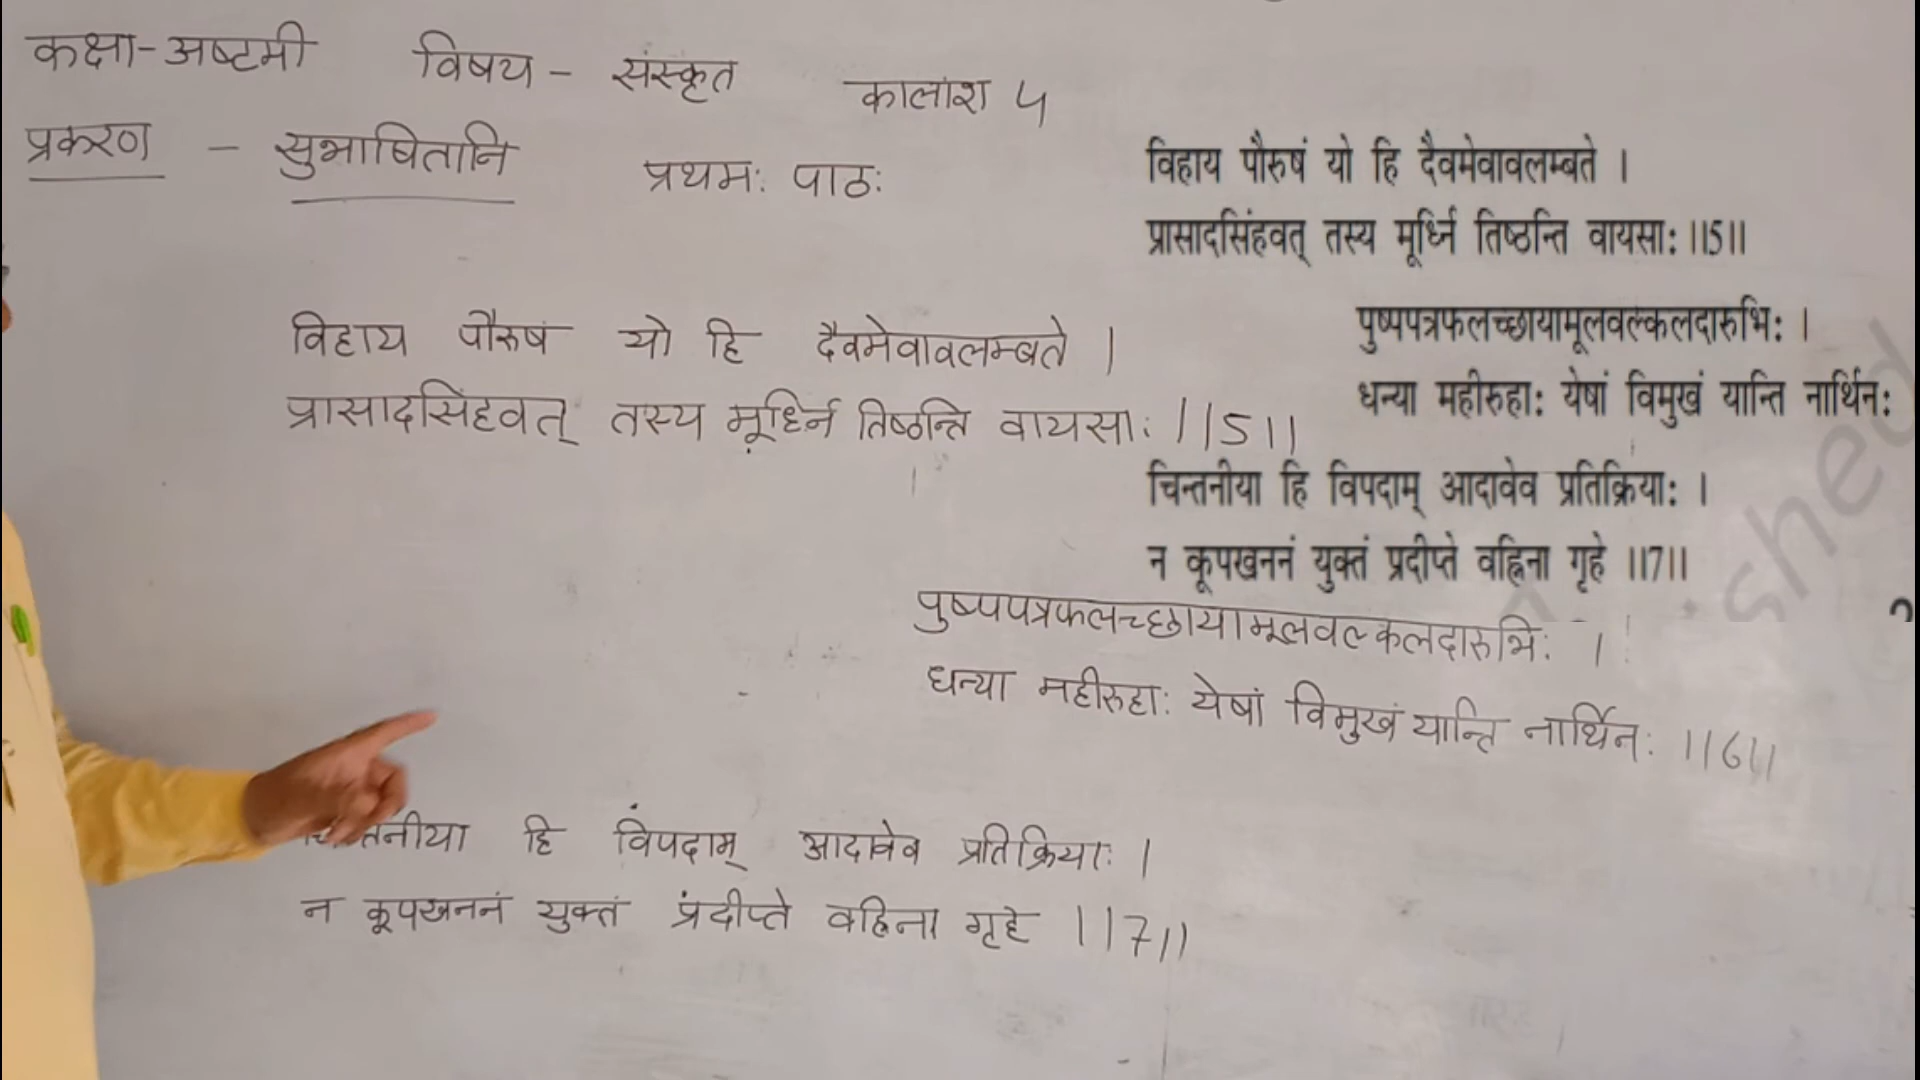 कक्षा-अष्टमी विषय - संस्कृत कालांश 5
प्रकरण - सुभाषितानि प्रथमः पाठः
विहाय पौरुषं यो हि दैवमेवावलम्बते ।
प्रासादसिंहवत् तस्य मूर्ध्नि तिष्ठन्ति वायसाः ।।5।।
पुष्पपत्रफलच्छायामूलवल्कलदारुभिः ।
धन्या महीरुहाः येषां विमुखं यान्ति नार्थिनः
चिन्तनीया हि विपदाम् आदावेव प्रतिक्रियाः ।
न कूपखननं युक्तं प्रदीप्ते वह्निना गृहे ।।7।।
विहाय पौरुषं यो हि दैवमेवावलम्बते ।
प्रासादसिंहवत् तस्य मूर्ध्नि तिष्ठन्ति वायसाः ।।5।।
पुष्पपत्रफलच्छायामूलवल्कलदारुभिः ।
धन्या महीरुहाः येषां विमुखं यान्ति नार्थिनः ।।6।।
हि विपदाम् आदावेव प्रतिक्रियाः ।
न कूपखननं युक्तं प्रदीप्ते वह्निना गृहे ।।7।।